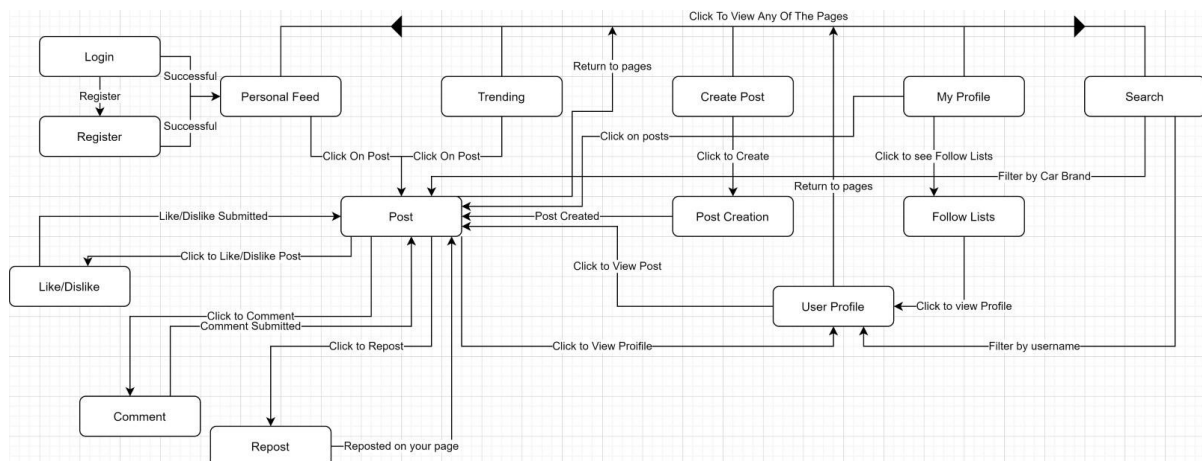 Click To View Any Of The Pages
Login
Successful
Return to pages
Register
Personal Feed
Trending
Create Post
My Profile
Search
Register
Successful
Click on posts
Click On Post
Click On Post
Click to Create
Click to see Follow Lists
Filter by Car Brand
Return to pages
Like/Dislike Submitted
Post
Post Created
Post Creation
Follow Lists
Click to Like/Dislike Post
Click to View Post
Like/Dislike
User Profile
Click to view Profile
Click to Comment
Comment Submitted
Click to Repost
Click to View Proifile
Filter by username
Comment
Repost
Reposted on your page